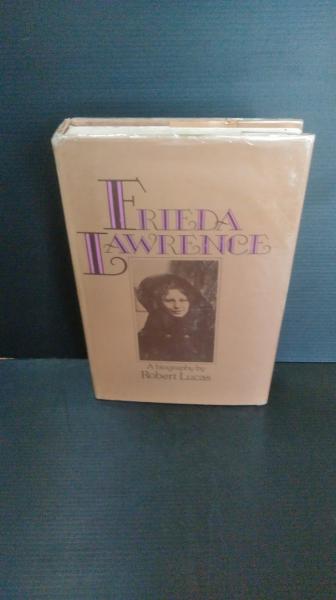 FRIEDA
LAWRENCE
A biography by
Robert Lucas